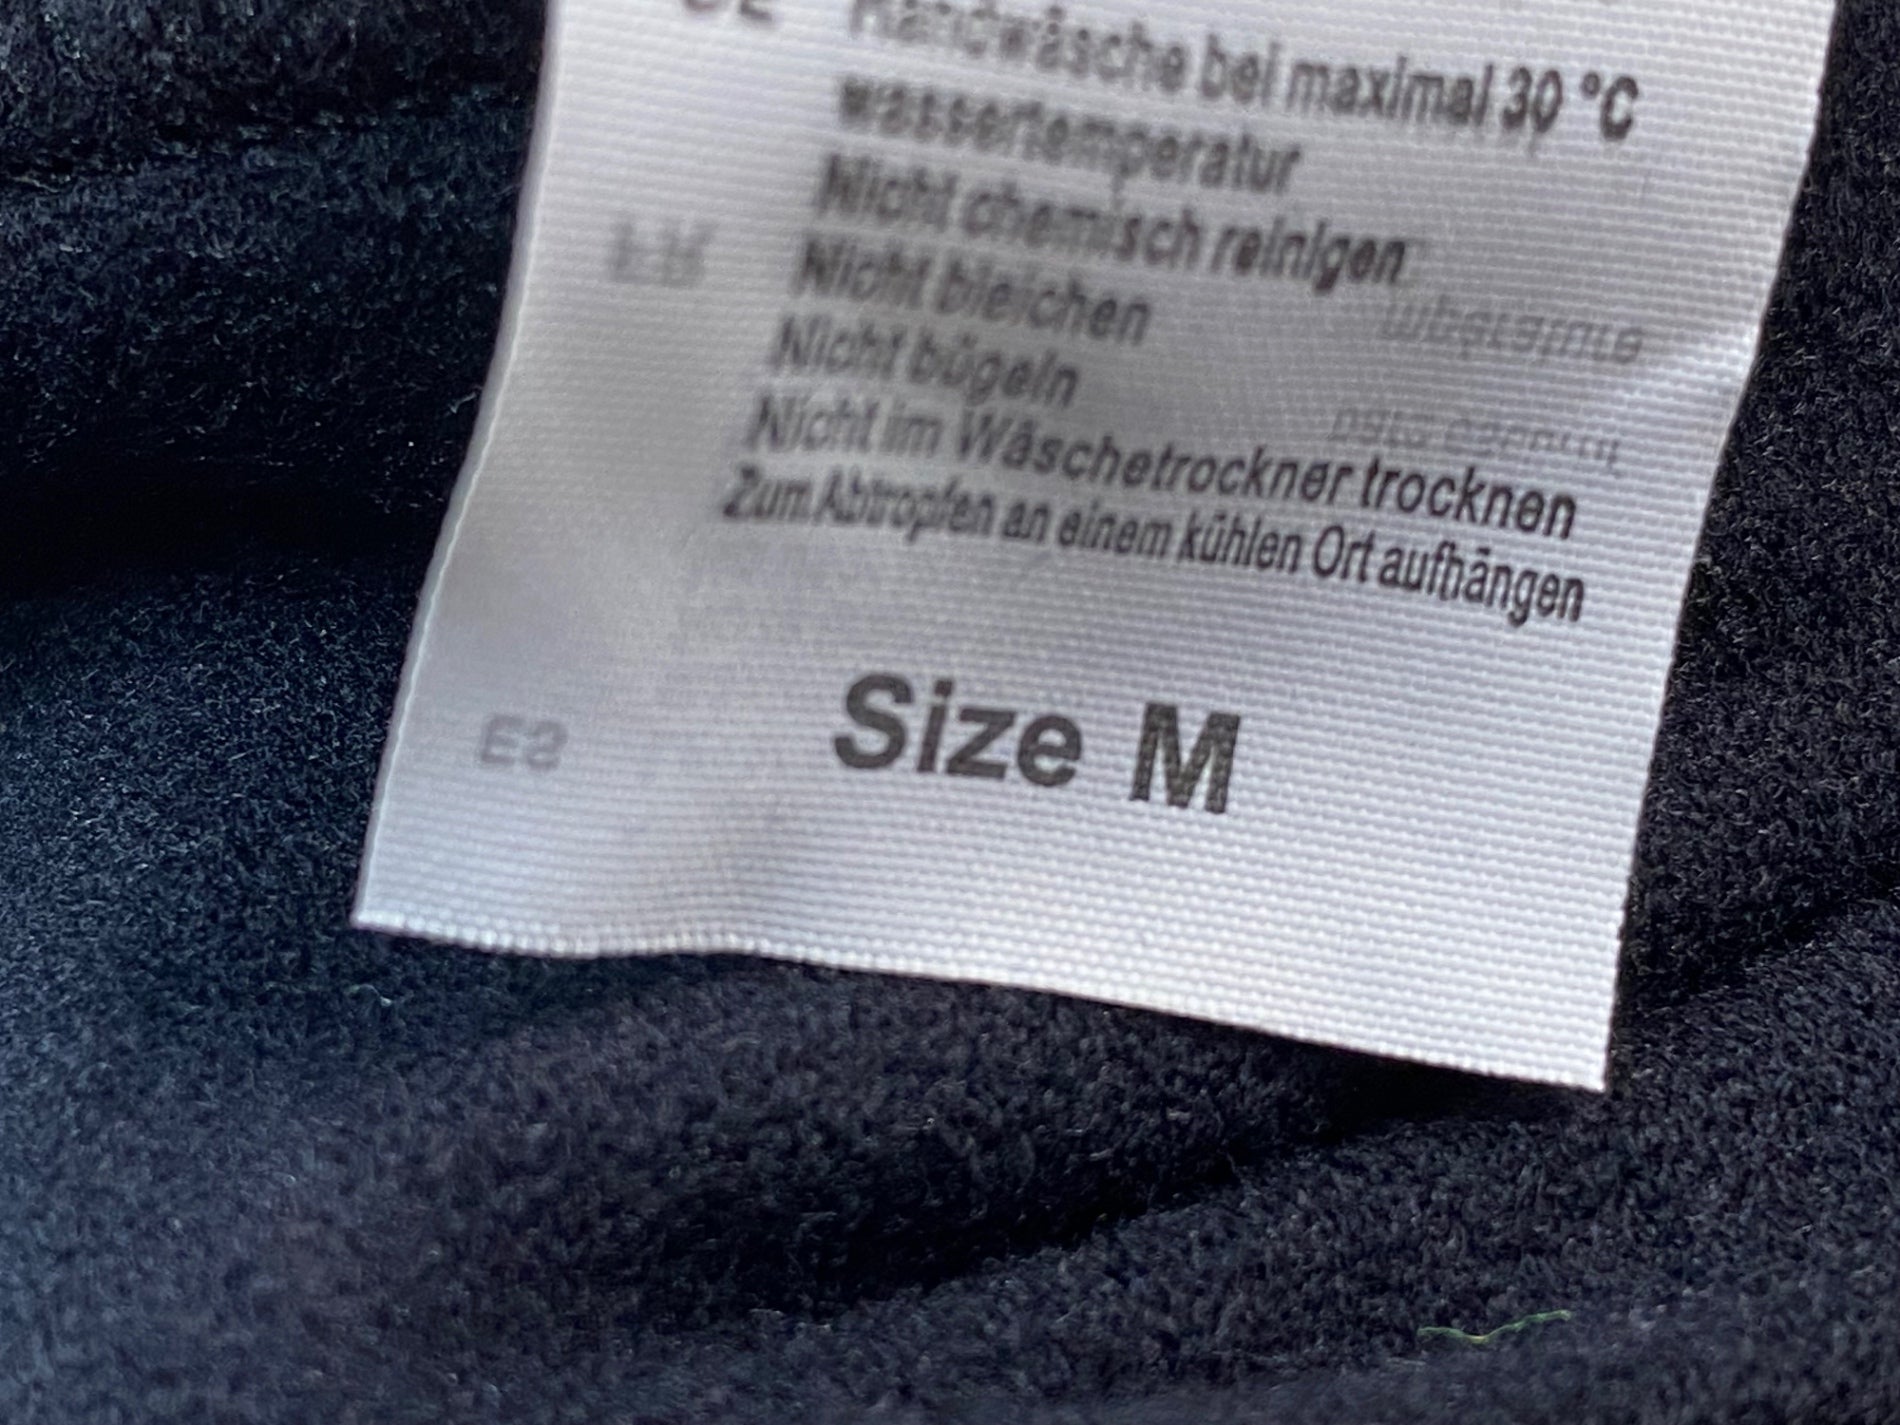 Handwäsche bei maximal 30 °C
wassertemperatur
Nicht chemisch reinigen
Nicht bleichen
Nicht bügeln
Nicht im Wäschetrockner trocknen
Zum Abtropfen an einem kühlen Ort aufhängen
Size M
ES